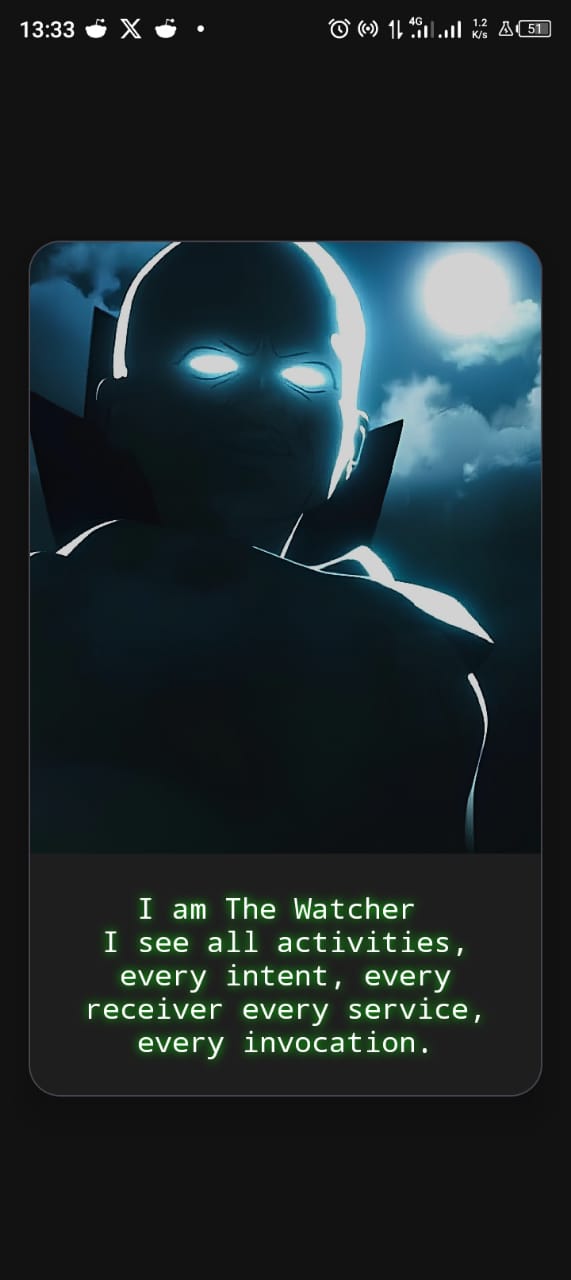 13:33
4G
1.2
K/s
51
I am The Watcher
I see all activities,
every intent, every
receiver every service,
every invocation.